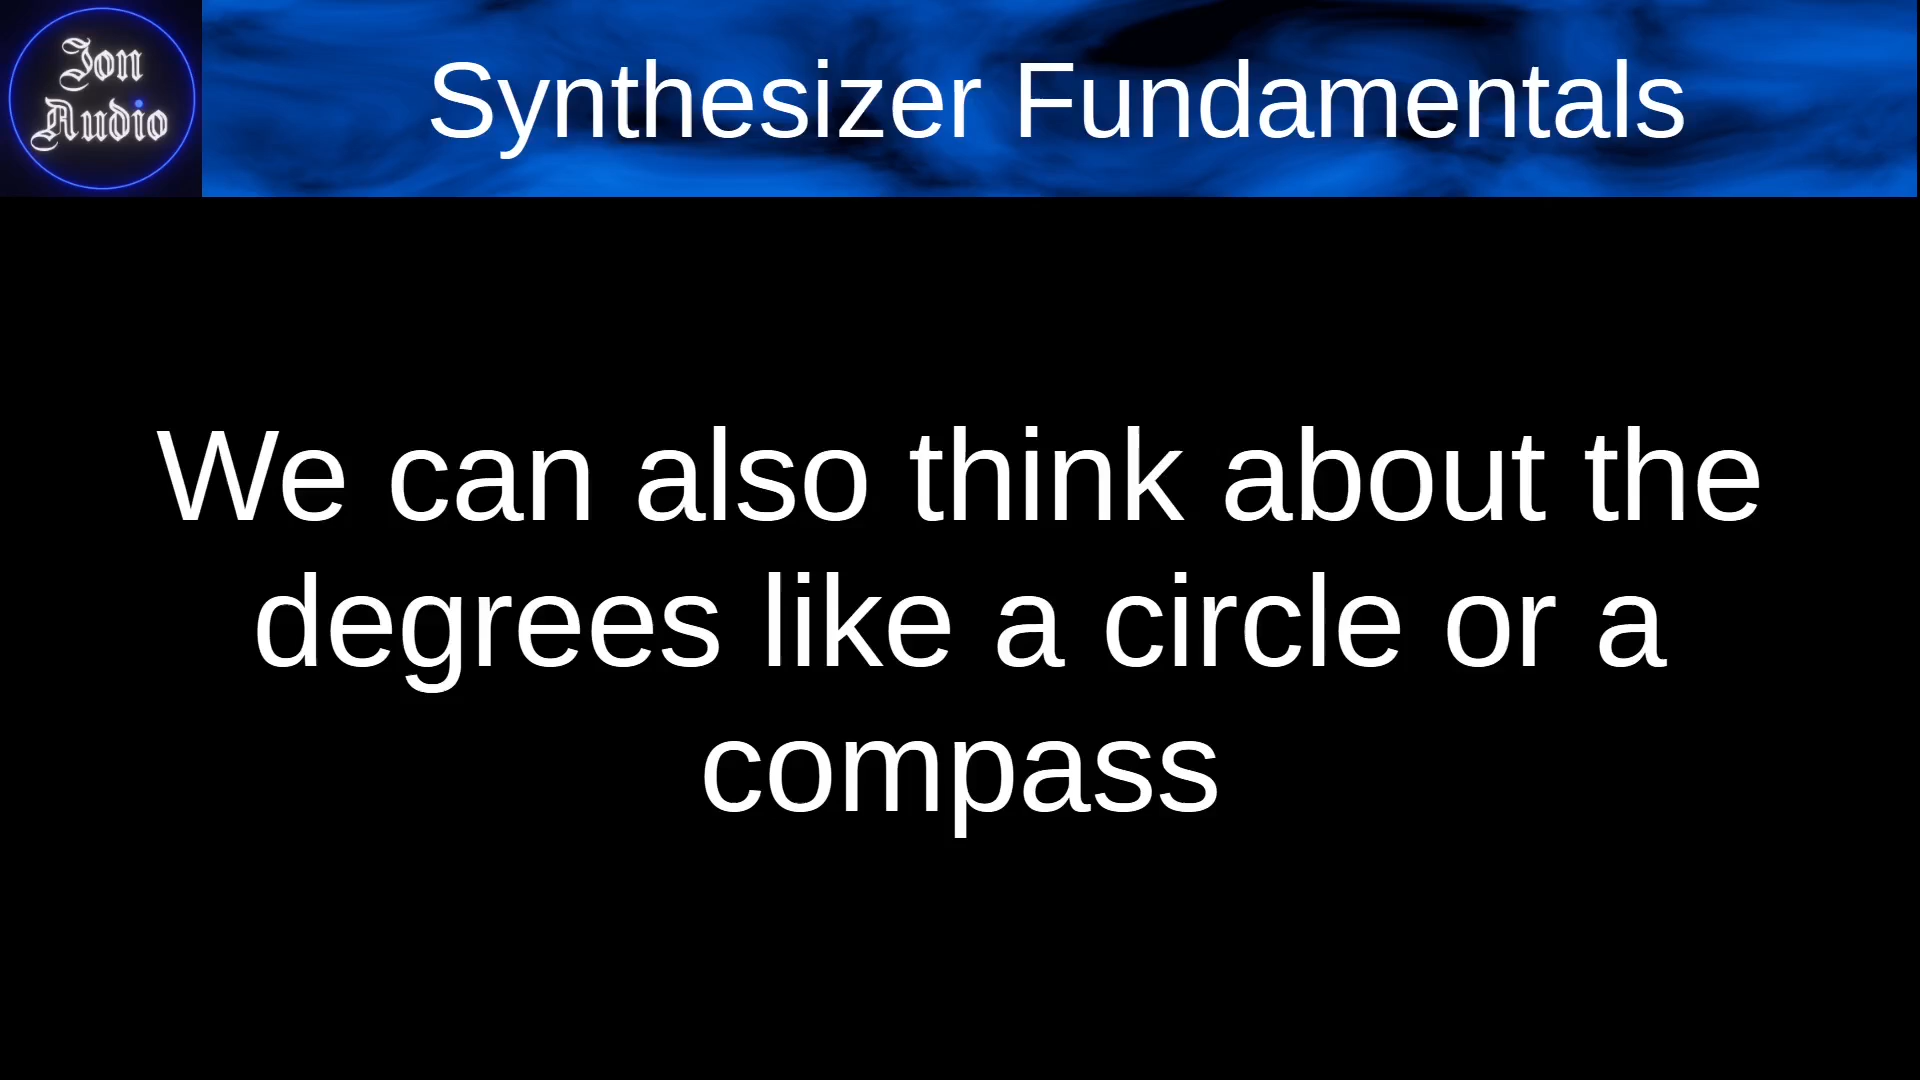 Jon
Audio
Synthesizer Fundamentals
We can also think about the
degrees like a circle or a
compass